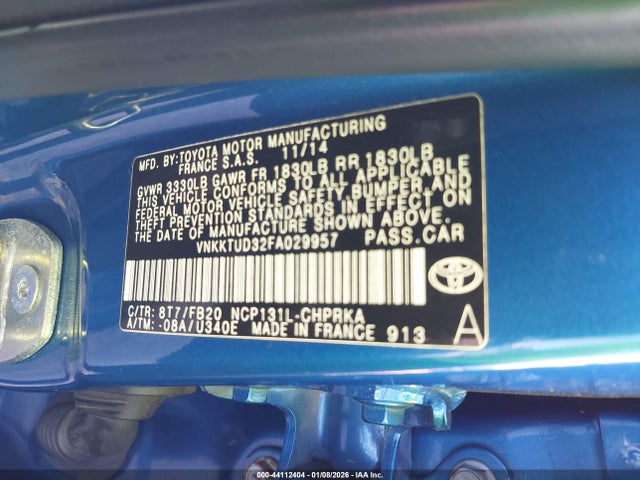 MFD. BY: TOYOTA MOTOR MANUFACTURING
FRANCE S.A.S. 11/14
GVWR 3330LB GAWR FR 1830LB RR 1830LB
THIS VEHICLE CONFORMS TO ALL APPLICABLE
FEDERAL MOTOR VEHICLE SAFETY, BUMPER, AND
THEFT PREVENTION STANDARDS IN EFFECT ON
THE DATE OF MANUFACTURE SHOWN ABOVE.
VNKKTUD32FA029957 PASS.CAR
C/TR: 8T7/FB20 NCP131L-CHPRKA
A/TM: -08A/U340E MADE IN FRANCE 913
A
000-44112404 | 01/08/2026 - IAA Inc.